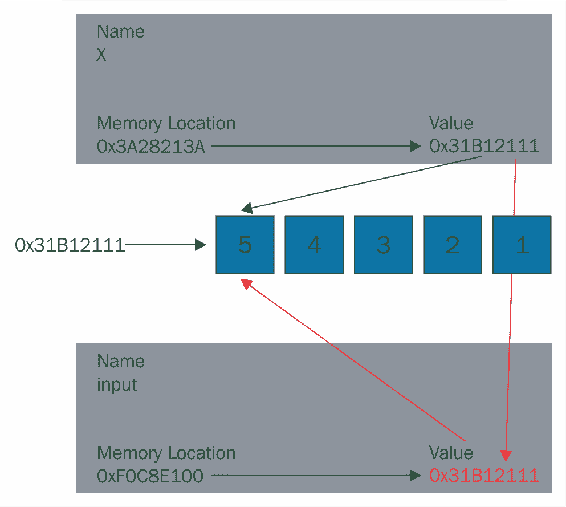 Name
X
Memory Location Value
0x3A28213A 0x31B12111
0x31B12111 5 4 3 2 1
Name
input
Memory Location Value
0xF0C8E100 0x31B12111